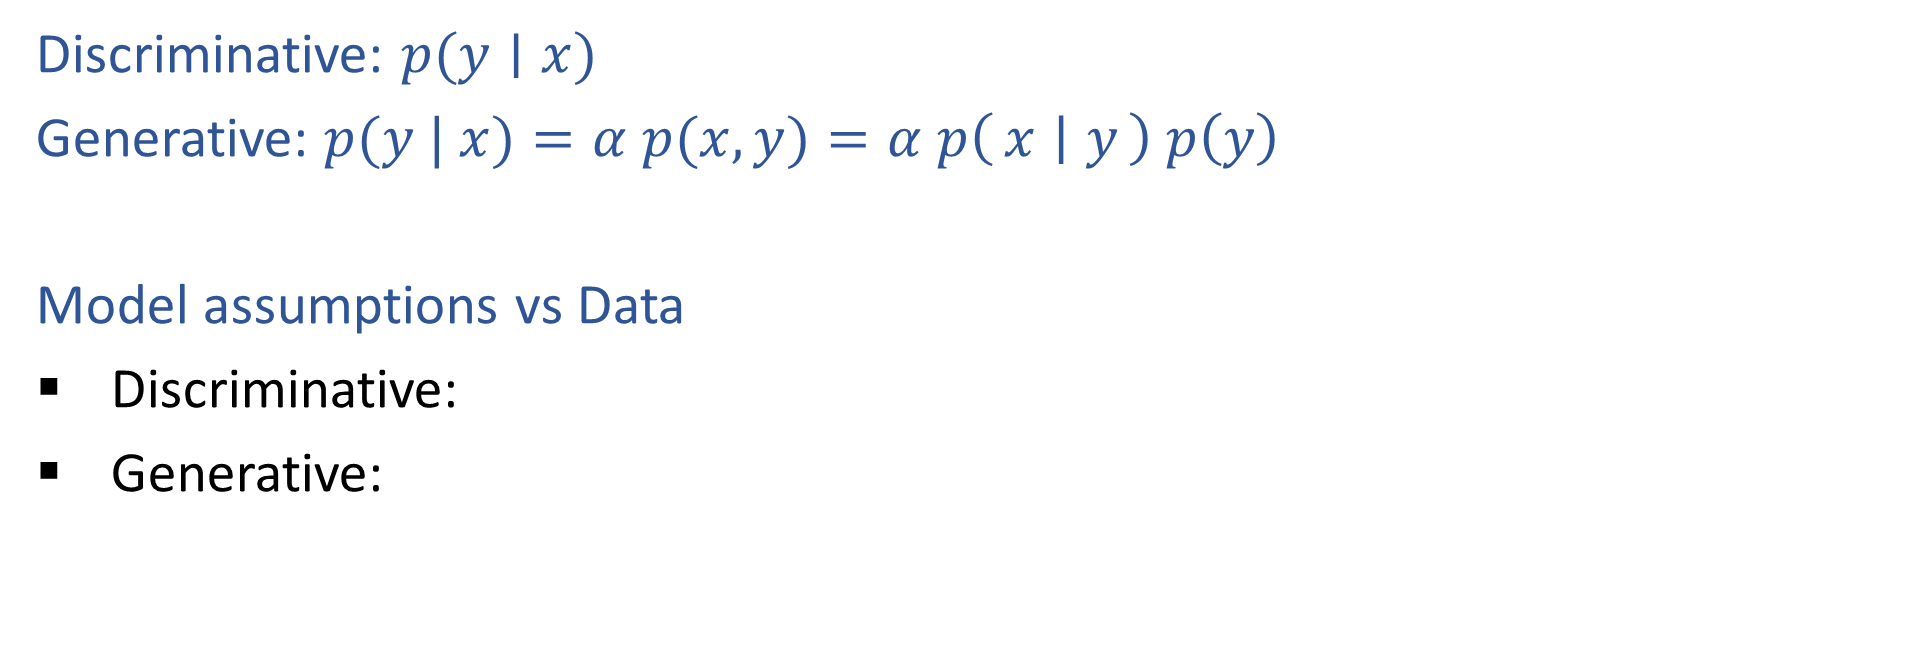 Discriminative: p(y | x)
Generative: p(y | x) = α p(x, y) = α p( x | y ) p(y)
Model assumptions vs Data
▪ Discriminative:
▪ Generative: